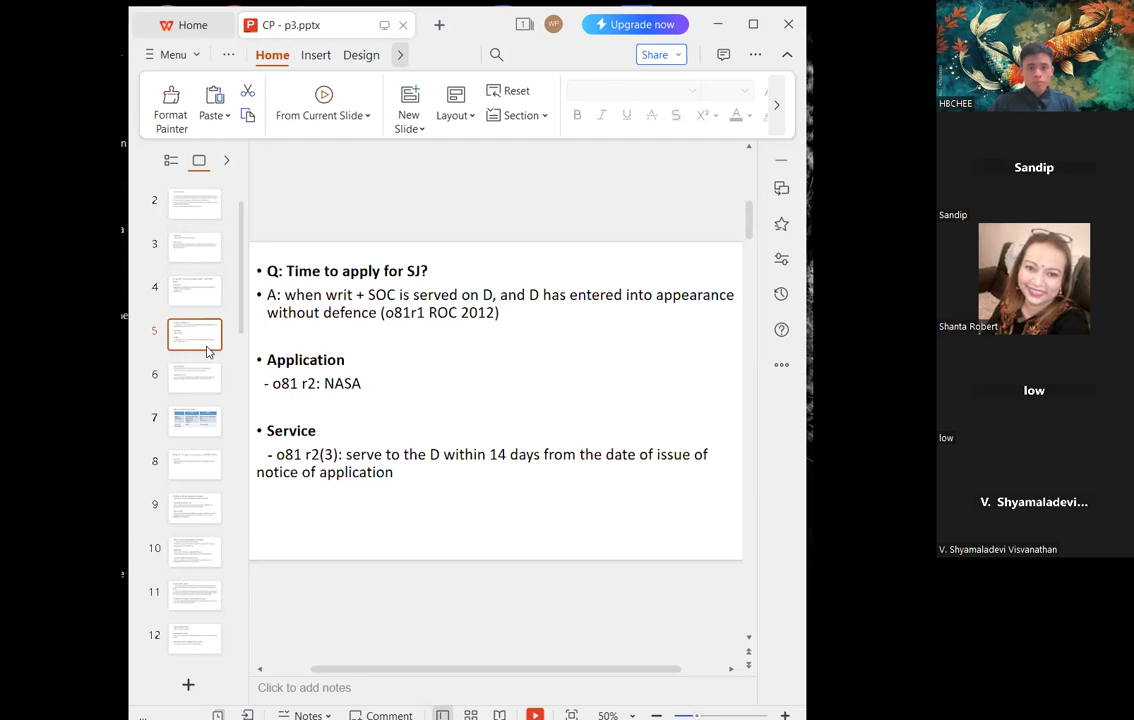 Home
CP - p3.pptx
1
WP
Upgrade now
Menu
Home
Insert
Design
Share
Format Painter
Paste
From Current Slide
New Slide
Layout
Reset
Section
B I U A S X² A
2
3
4
5
6
7
8
9
10
11
12
• Q: Time to apply for SJ?
• A: when writ + SOC is served on D, and D has entered into appearance
without defence (o81r1 ROC 2012)
• Application
- o81 r2: NASA
• Service
- o81 r2(3): serve to the D within 14 days from the date of issue of
notice of application
Click to add notes
Notes
Comment
50%
HBCHEE
Sandip
Sandip
Shanta Robert
low
low
V. Shyamaladevi...
V. Shyamaladevi Visvanathan